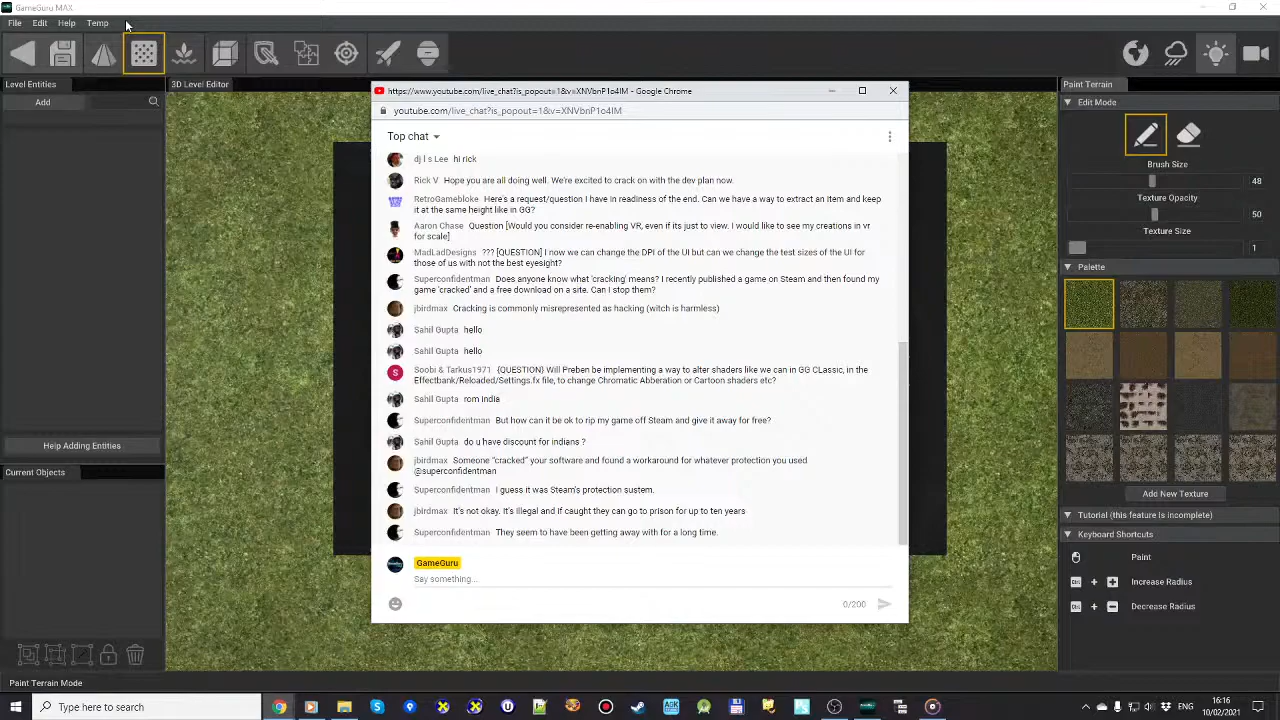 GameGuru MAX
File Edit Help Temp
Level Entities
3D Level Editor
Paint Terrain
Add
Edit Mode
Brush Size
48
Texture Opacity
50
Texture Size
1
Palette
Add New Texture
Tutorial (this feature is incomplete)
Keyboard Shortcuts
Paint
Ctrl + + Increase Radius
Ctrl + - Decrease Radius
Help Adding Entities
Current Objects
Paint Terrain Mode
https://www.youtube.com/live_chat?is_popout=1&v=XNVbnP1o4IM - Google Chrome
youtube.com/live_chat?is_popout=1&v=XNVbnP1o4IM
Top chat
dj l s Lee hi rick
Rick V Hope you are all doing well. We're excited to crack on with the dev plan now.
RetroGamebloke Here's a request/question I have in readiness of the end. Can we have a way to extract an item and keep
it at the same height like in GG?
Aaron Chase Question [Would you consider re-enabling VR, even if its just to view. I would like to see my creations in vr
for scale]
MadLadDesigns ??? [QUESTION] I now we can change the DPI of the UI but can we change the test sizes of the UI for
those of us with not the best eyesight?
Superconfidentman Does anyone know what 'cracking' means? I recently published a game on Steam and then found my
game 'cracked' and a free download on a site. Can I stop them?
jbirdmax Cracking is commonly misrepresented as hacking (witch is harmless)
Sahil Gupta hello
Sahil Gupta hello
S Soobi & Tarkus1971 {QUESTION} Will Preben be implementing a way to alter shaders like we can in GG CLassic, in the
Effectbank/Reloaded/Settings.fx file, to change Chromatic Abberation or Cartoon shaders etc?
Sahil Gupta rom india
Superconfidentman But how can it be ok to rip my game off Steam and give it away for free?
Sahil Gupta do u have discount for indians ?
jbirdmax Someone “cracked” your software and found a workaround for whatever protection you used
@superconfidentman
Superconfidentman I guess it was Steam's protection sustem.
jbirdmax It's not okay. It's illegal and if caught they can go to prison for up to ten years
Superconfidentman They seem to have been getting away with for a long time.
GameGuru
Say something...
0/200
Type here to search
16:16
10/02/2021